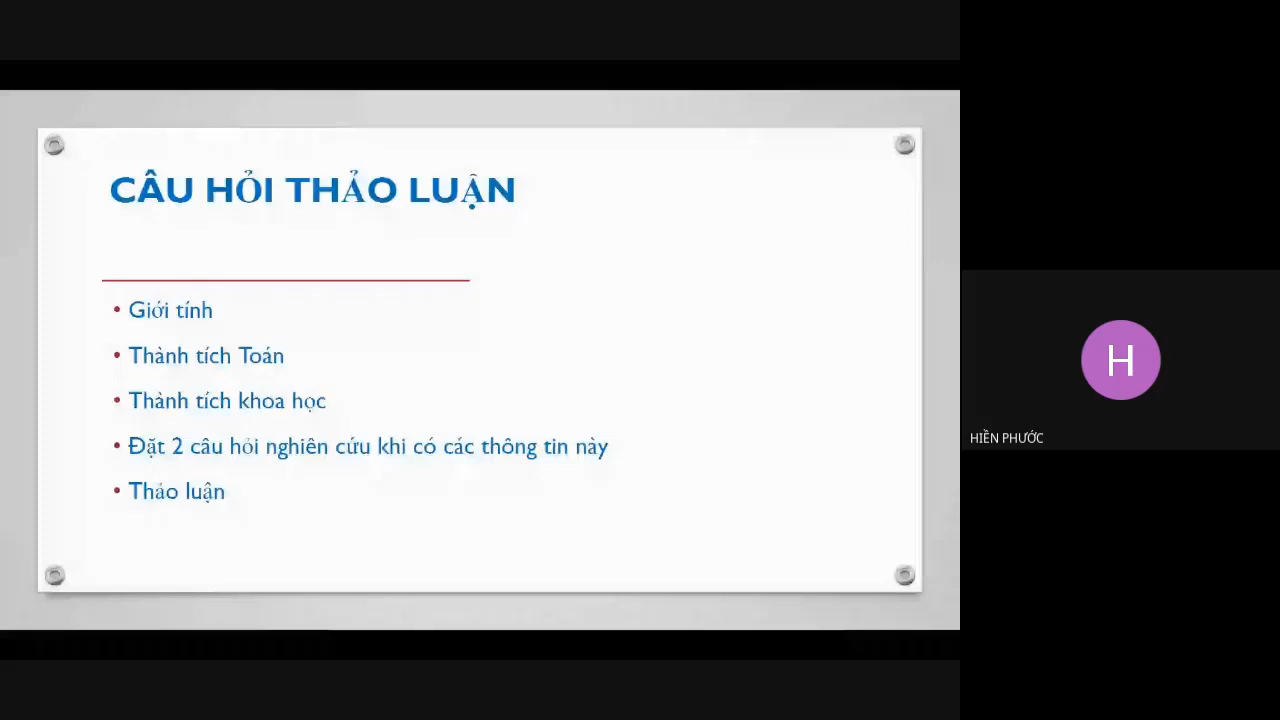 CÂU HỎI THẢO LUẬN
• Giới tính
• Thành tích Toán
• Thành tích khoa học
• Đặt 2 câu hỏi nghiên cứu khi có các thông tin này
• Thảo luận
H
HIỀN PHƯỚC